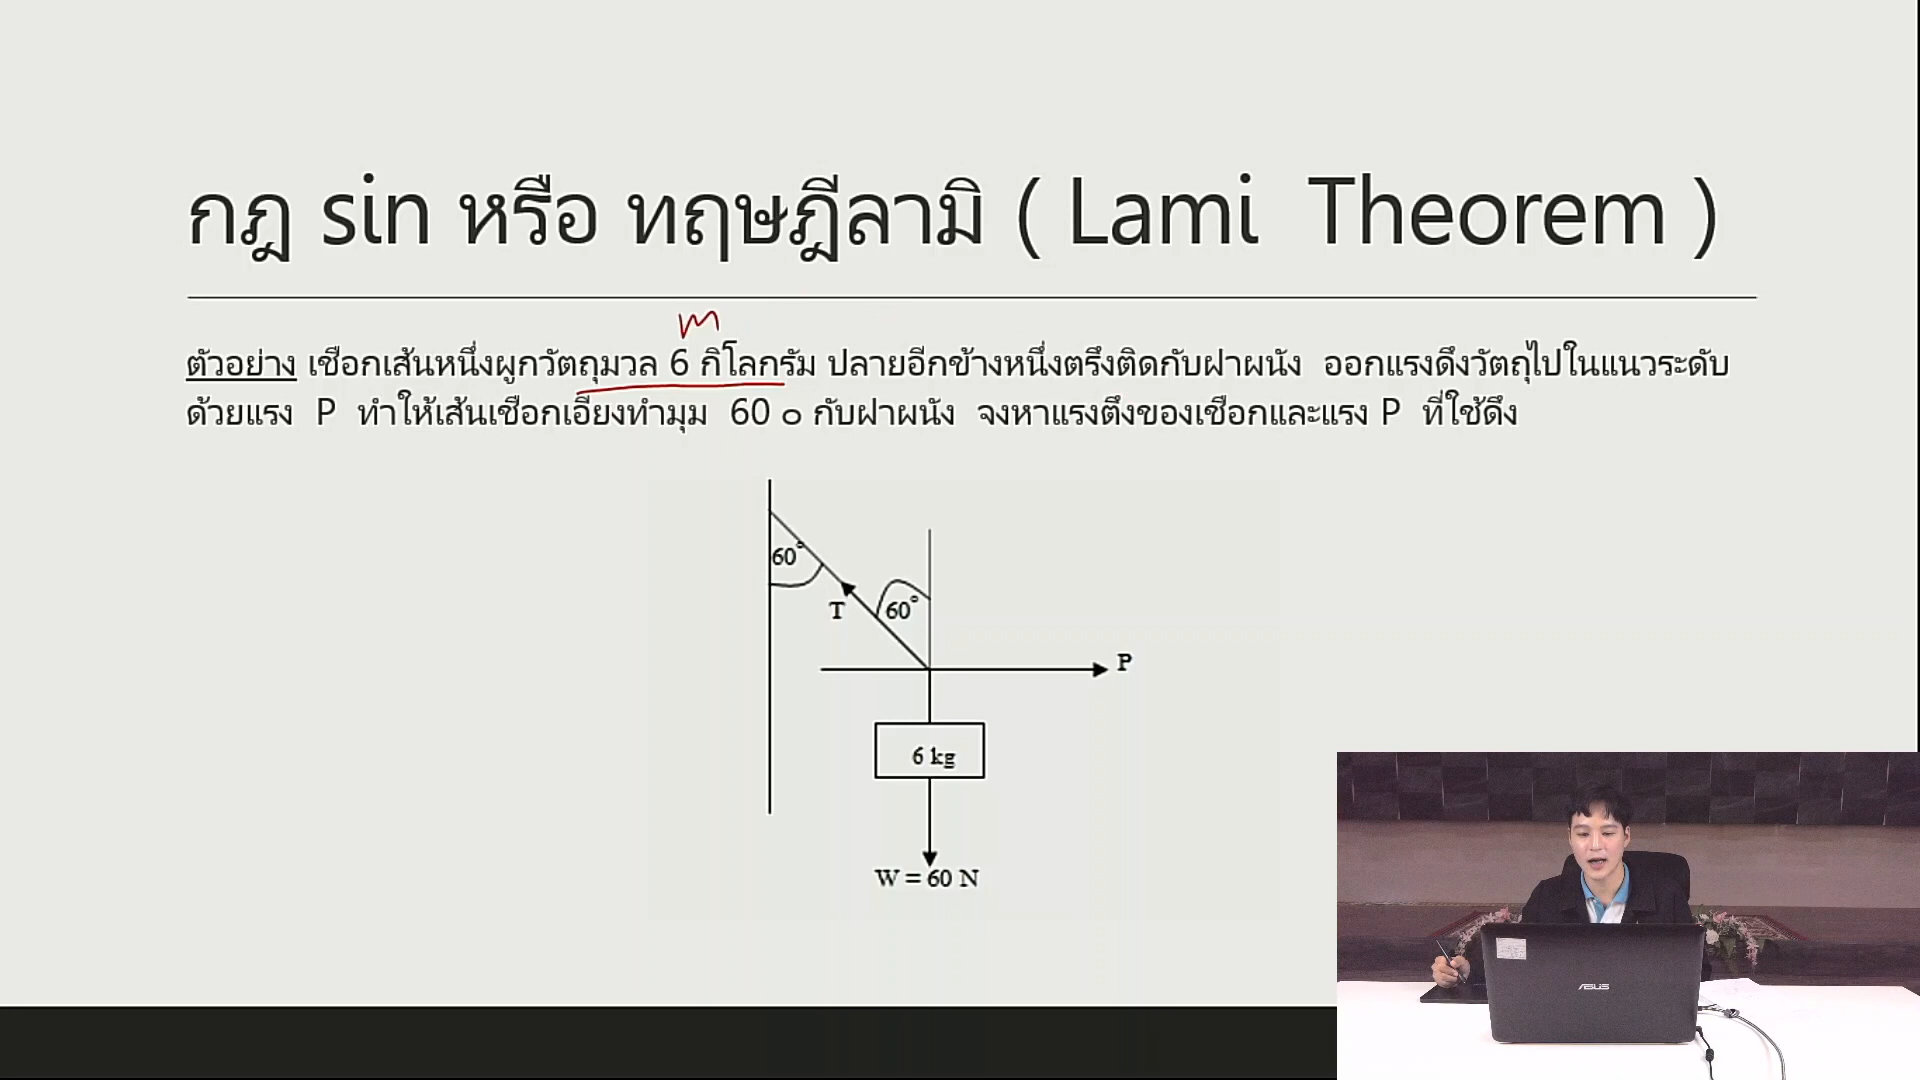 กฎ sin หรือ ทฤษฎีลามิ ( Lami Theorem )
m
ตัวอย่าง เชือกเส้นหนึ่งผูกวัตถุมวล 6 กิโลกรัม ปลายอีกข้างหนึ่งตรึงติดกับฝาผนัง ออกแรงดึงวัตถุไปในแนวระดับ
ด้วยแรง P ทำให้เส้นเชือกเอียงทำมุม 60 o กับฝาผนัง จงหาแรงตึงของเชือกและแรง P ที่ใช้ดึง
60°
T
60°
P
6 kg
W = 60 N
ASUS